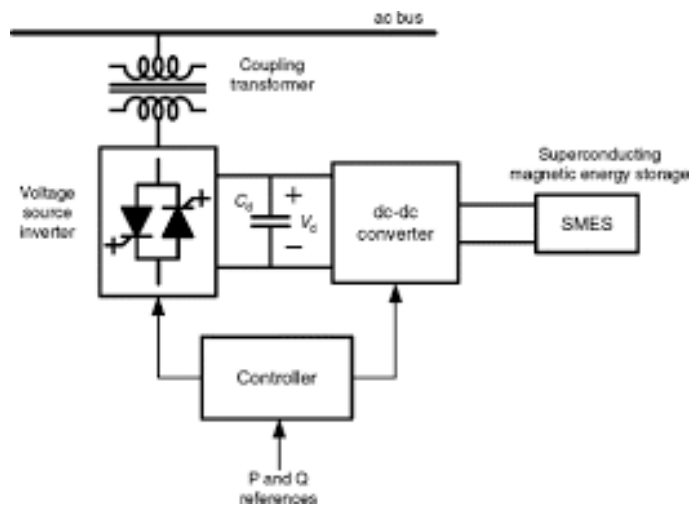 ac bus
Coupling
transformer
Superconducting
magnetic energy storage
Voltage
source
inverter
Cd
+
Vd
−
dc-dc
converter
SMES
Controller
P and Q
references